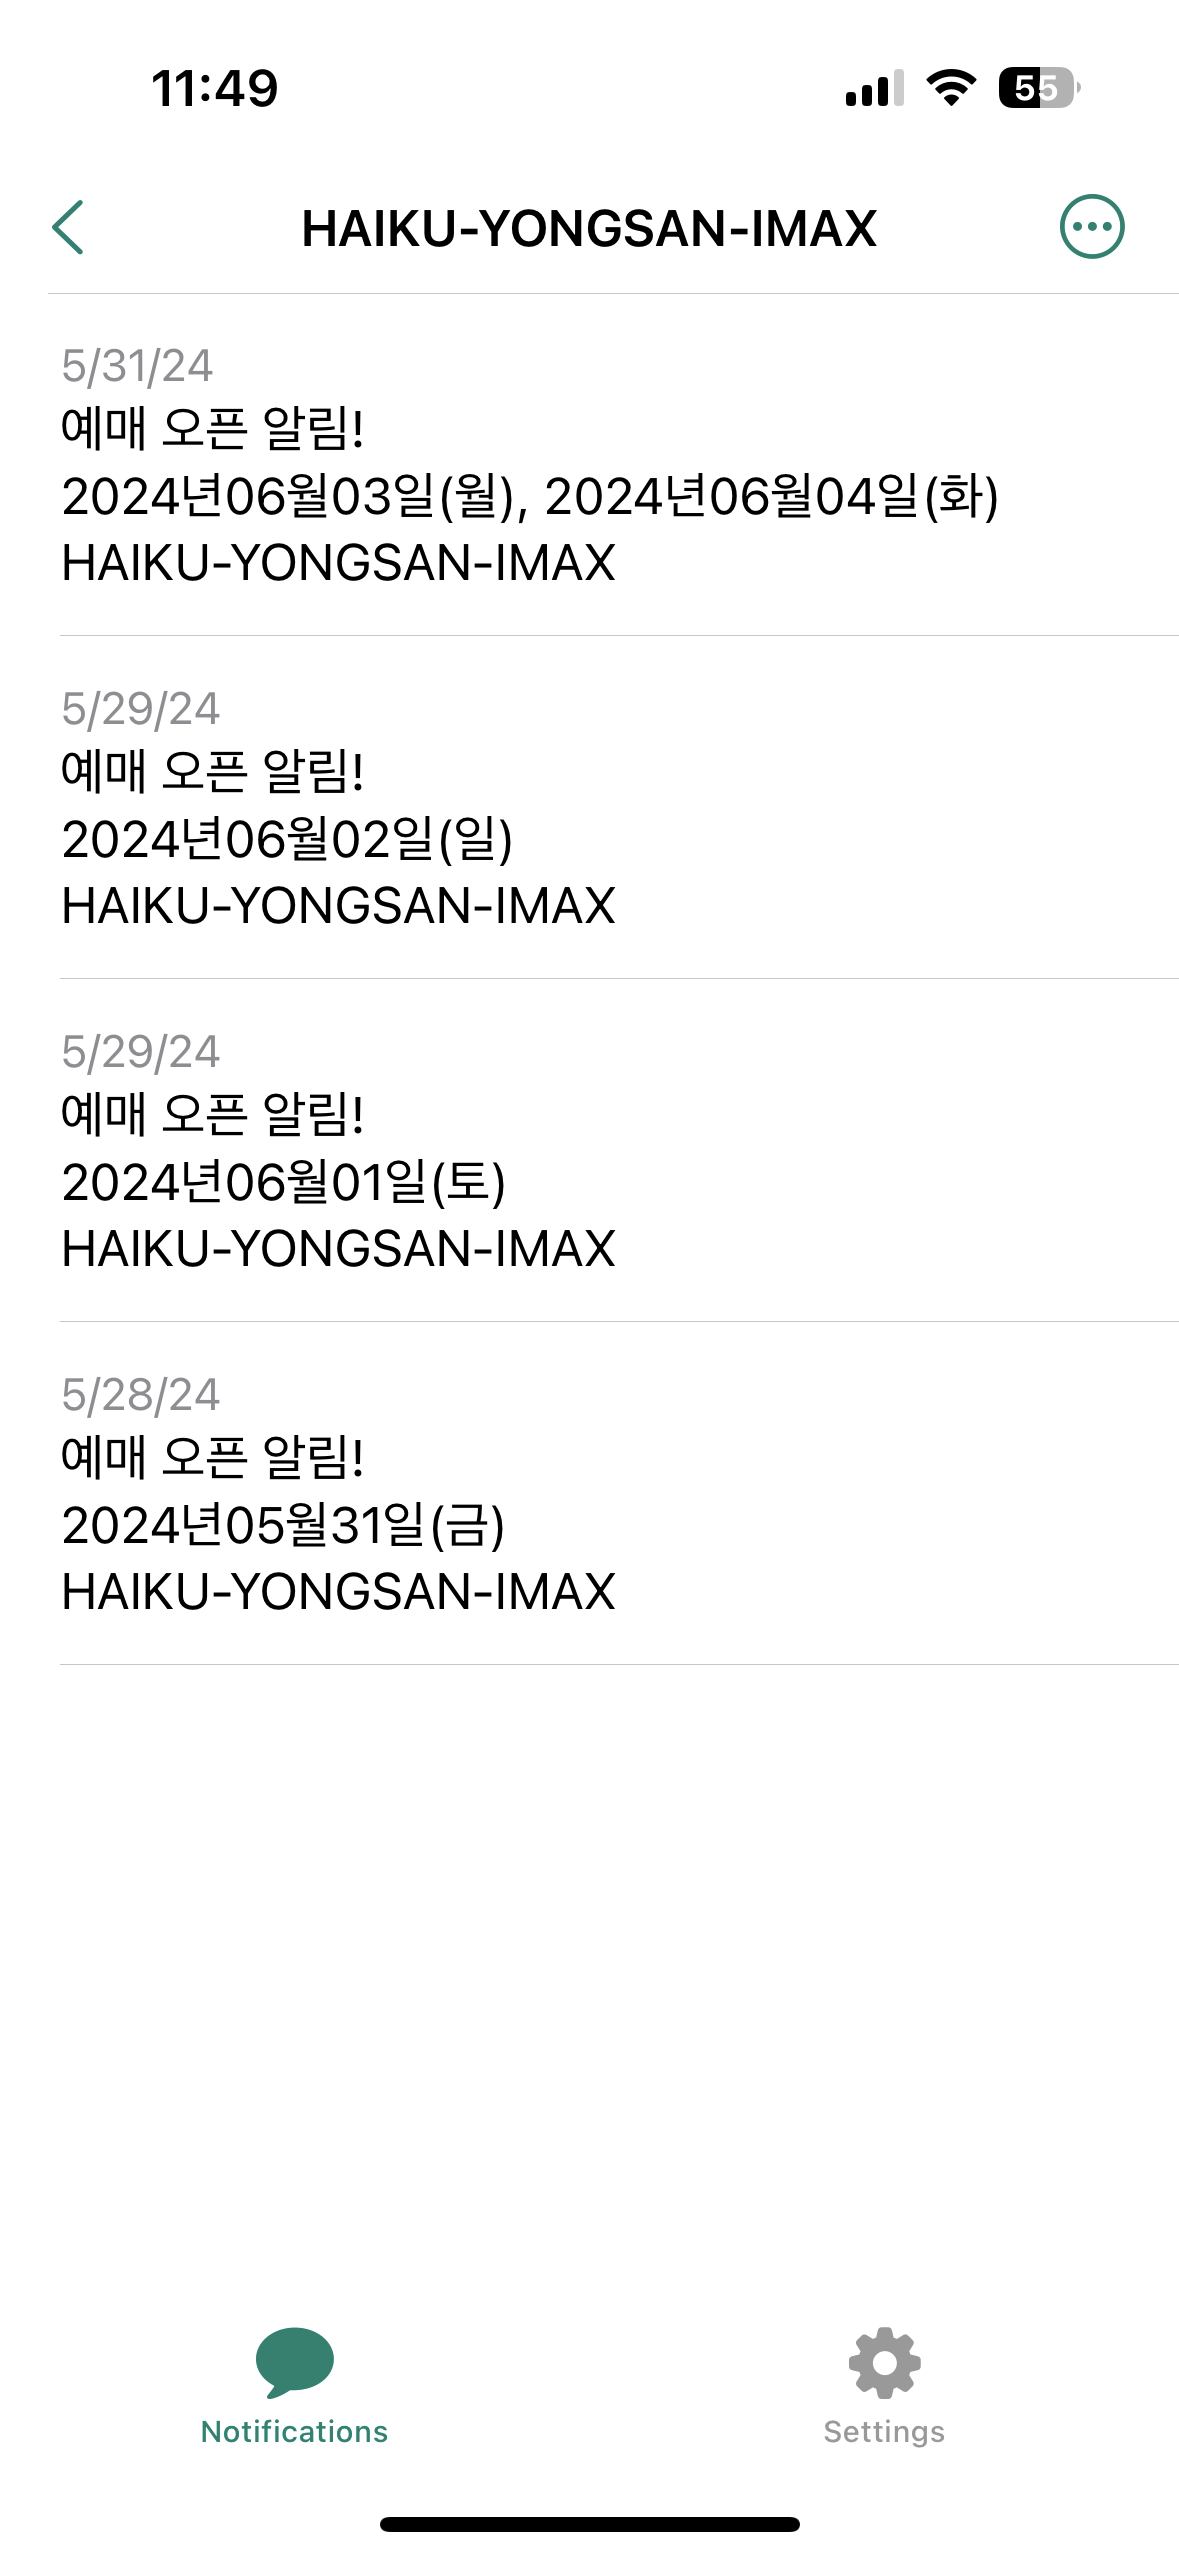 11:49
55
HAIKU-YONGSAN-IMAX
5/31/24
예매 오픈 알림!
2024년06월03일(월), 2024년06월04일(화)
HAIKU-YONGSAN-IMAX
5/29/24
예매 오픈 알림!
2024년06월02일(일)
HAIKU-YONGSAN-IMAX
5/29/24
예매 오픈 알림!
2024년06월01일(토)
HAIKU-YONGSAN-IMAX
5/28/24
예매 오픈 알림!
2024년05월31일(금)
HAIKU-YONGSAN-IMAX
Notifications
Settings